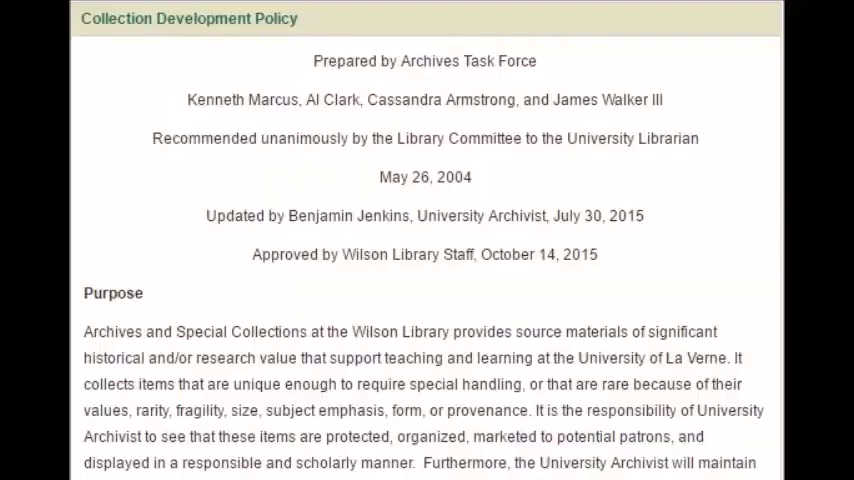 Collection Development Policy
Prepared by Archives Task Force
Kenneth Marcus, Al Clark, Cassandra Armstrong, and James Walker III
Recommended unanimously by the Library Committee to the University Librarian
May 26, 2004
Updated by Benjamin Jenkins, University Archivist, July 30, 2015
Approved by Wilson Library Staff, October 14, 2015
Purpose
Archives and Special Collections at the Wilson Library provides source materials of significant
historical and/or research value that support teaching and learning at the University of La Verne. It
collects items that are unique enough to require special handling, or that are rare because of their
values, rarity, fragility, size, subject emphasis, form, or provenance. It is the responsibility of University
Archivist to see that these items are protected, organized, marketed to potential patrons, and
displayed in a responsible and scholarly manner.  Furthermore, the University Archivist will maintain